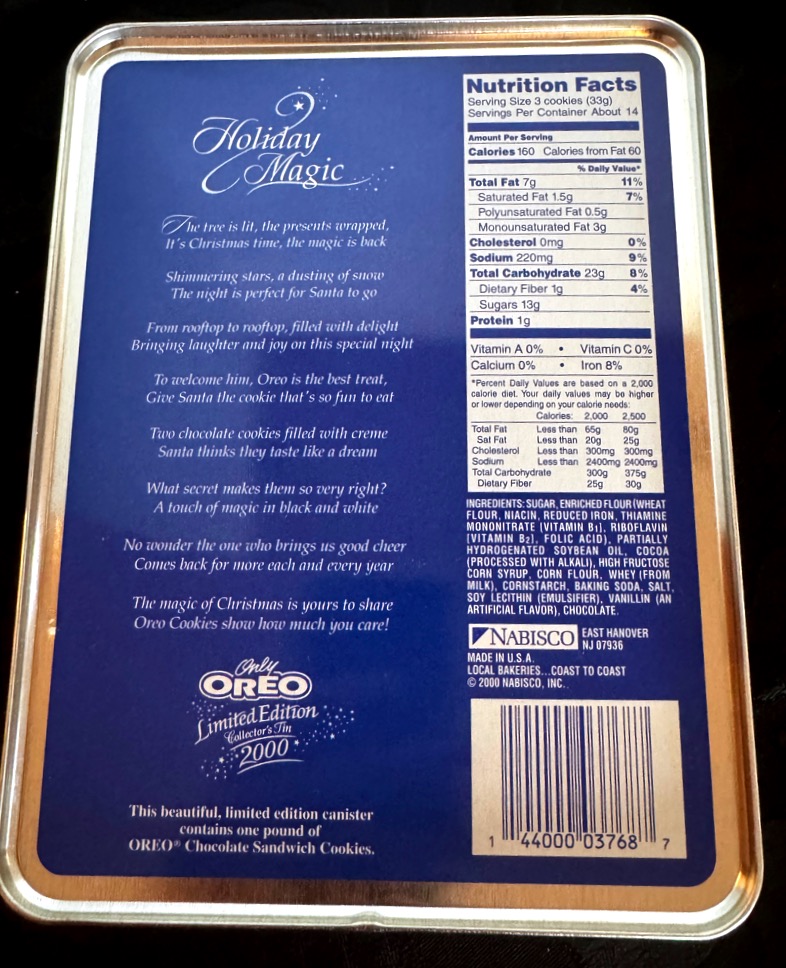 Holiday
Magic
The tree is lit, the presents wrapped,
It's Christmas time, the magic is back
Shimmering stars, a dusting of snow
The night is perfect for Santa to go
From rooftop to rooftop, filled with delight
Bringing laughter and joy on this special night
To welcome him, Oreo is the best treat,
Give Santa the cookie that's so fun to eat
Two chocolate cookies filled with creme
Santa thinks they taste like a dream
What secret makes them so very right?
A touch of magic in black and white
No wonder the one who brings us good cheer
Comes back for more each and every year
The magic of Christmas is yours to share
Oreo Cookies show how much you care!
Only
OREO
Limited Edition
Collector's Tin
2000
This beautiful, limited edition canister
contains one pound of
OREO® Chocolate Sandwich Cookies.
Nutrition Facts
Serving Size 3 cookies (33g)
Servings Per Container About 14
Amount Per Serving
Calories 160 Calories from Fat 60
% Daily Value*
Total Fat 7g 11%
Saturated Fat 1.5g 7%
Polyunsaturated Fat 0.5g
Monounsaturated Fat 3g
Cholesterol 0mg 0%
Sodium 220mg 9%
Total Carbohydrate 23g 8%
Dietary Fiber 1g 4%
Sugars 13g
Protein 1g
Vitamin A 0% • Vitamin C 0%
Calcium 0% • Iron 8%
*Percent Daily Values are based on a 2,000
calorie diet. Your daily values may be higher
or lower depending on your calorie needs:
Calories: 2,000 2,500
Total Fat Less than 65g 80g
Sat Fat Less than 20g 25g
Cholesterol Less than 300mg 300mg
Sodium Less than 2400mg 2400mg
Total Carbohydrate 300g 375g
Dietary Fiber 25g 30g
INGREDIENTS: SUGAR, ENRICHED FLOUR (WHEAT
FLOUR, NIACIN, REDUCED IRON, THIAMINE
MONONITRATE [VITAMIN B1], RIBOFLAVIN
[VITAMIN B2], FOLIC ACID), PARTIALLY
HYDROGENATED SOYBEAN OIL, COCOA
(PROCESSED WITH ALKALI), HIGH FRUCTOSE
CORN SYRUP, CORN FLOUR, WHEY (FROM
MILK), CORNSTARCH, BAKING SODA, SALT,
SOY LECITHIN (EMULSIFIER), VANILLIN (AN
ARTIFICIAL FLAVOR), CHOCOLATE.
NABISCO EAST HANOVER
NJ 07936
MADE IN U.S.A.
LOCAL BAKERIES...COAST TO COAST
© 2000 NABISCO, INC.
1 44000 03768 7